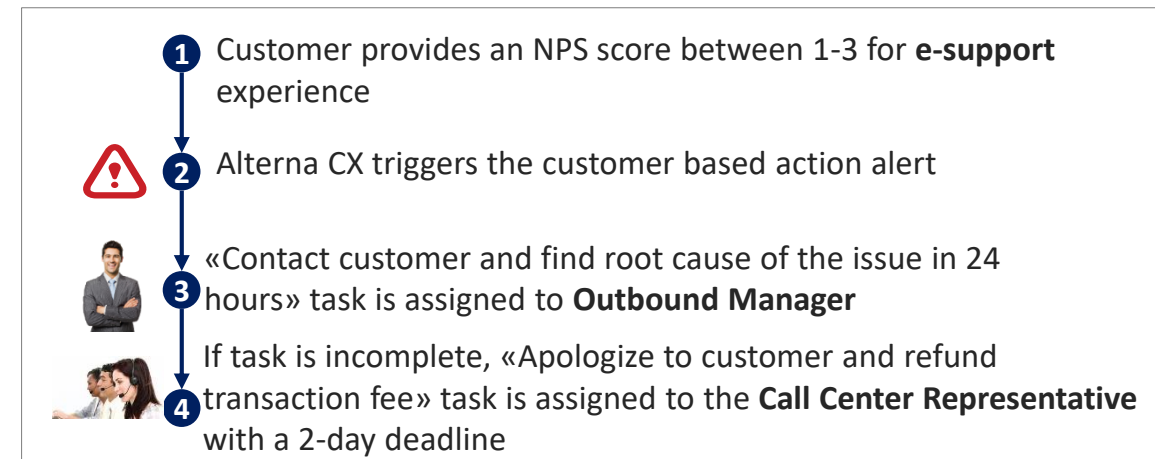 1 Customer provides an NPS score between 1-3 for e-support
experience
2 Alterna CX triggers the customer based action alert
«Contact customer and find root cause of the issue in 24
3 hours» task is assigned to Outbound Manager
If task is incomplete, «Apologize to customer and refund
4 transaction fee» task is assigned to the Call Center Representative
with a 2-day deadline